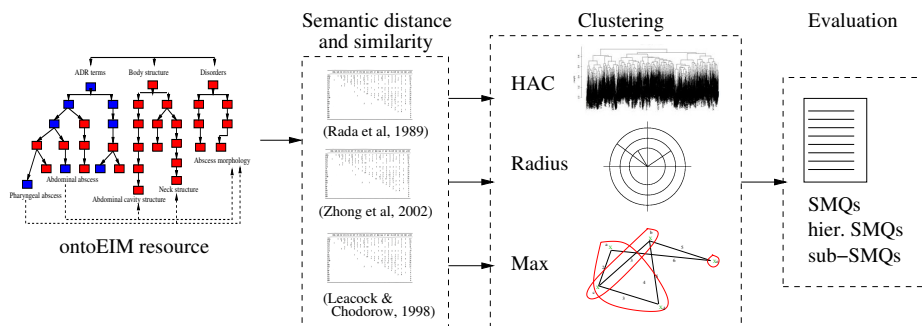 Semantic distance
and similarity
Clustering
Evaluation
ADR terms
Body structure
Disorders
Abscess morphology
Abdominal abscess
Pharyngeal abscess
Neck structure
Abdominal cavity structure
ontoEIM resource
(Rada et al, 1989)
(Zhong et al, 2002)
(Leacock &
Chodorow, 1998)
HAC
Radius
Max
SMQs
hier. SMQs
sub−SMQs